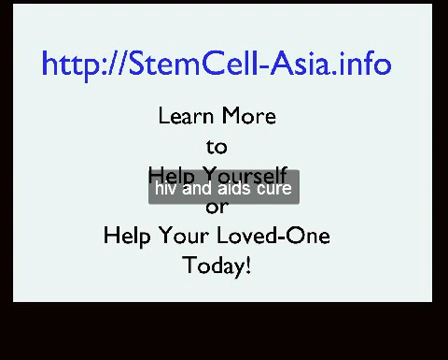 http://StemCell-Asia.info
Learn More
to
Help Yourself
hiv and aids cure
or
Help Your Loved-One
Today!